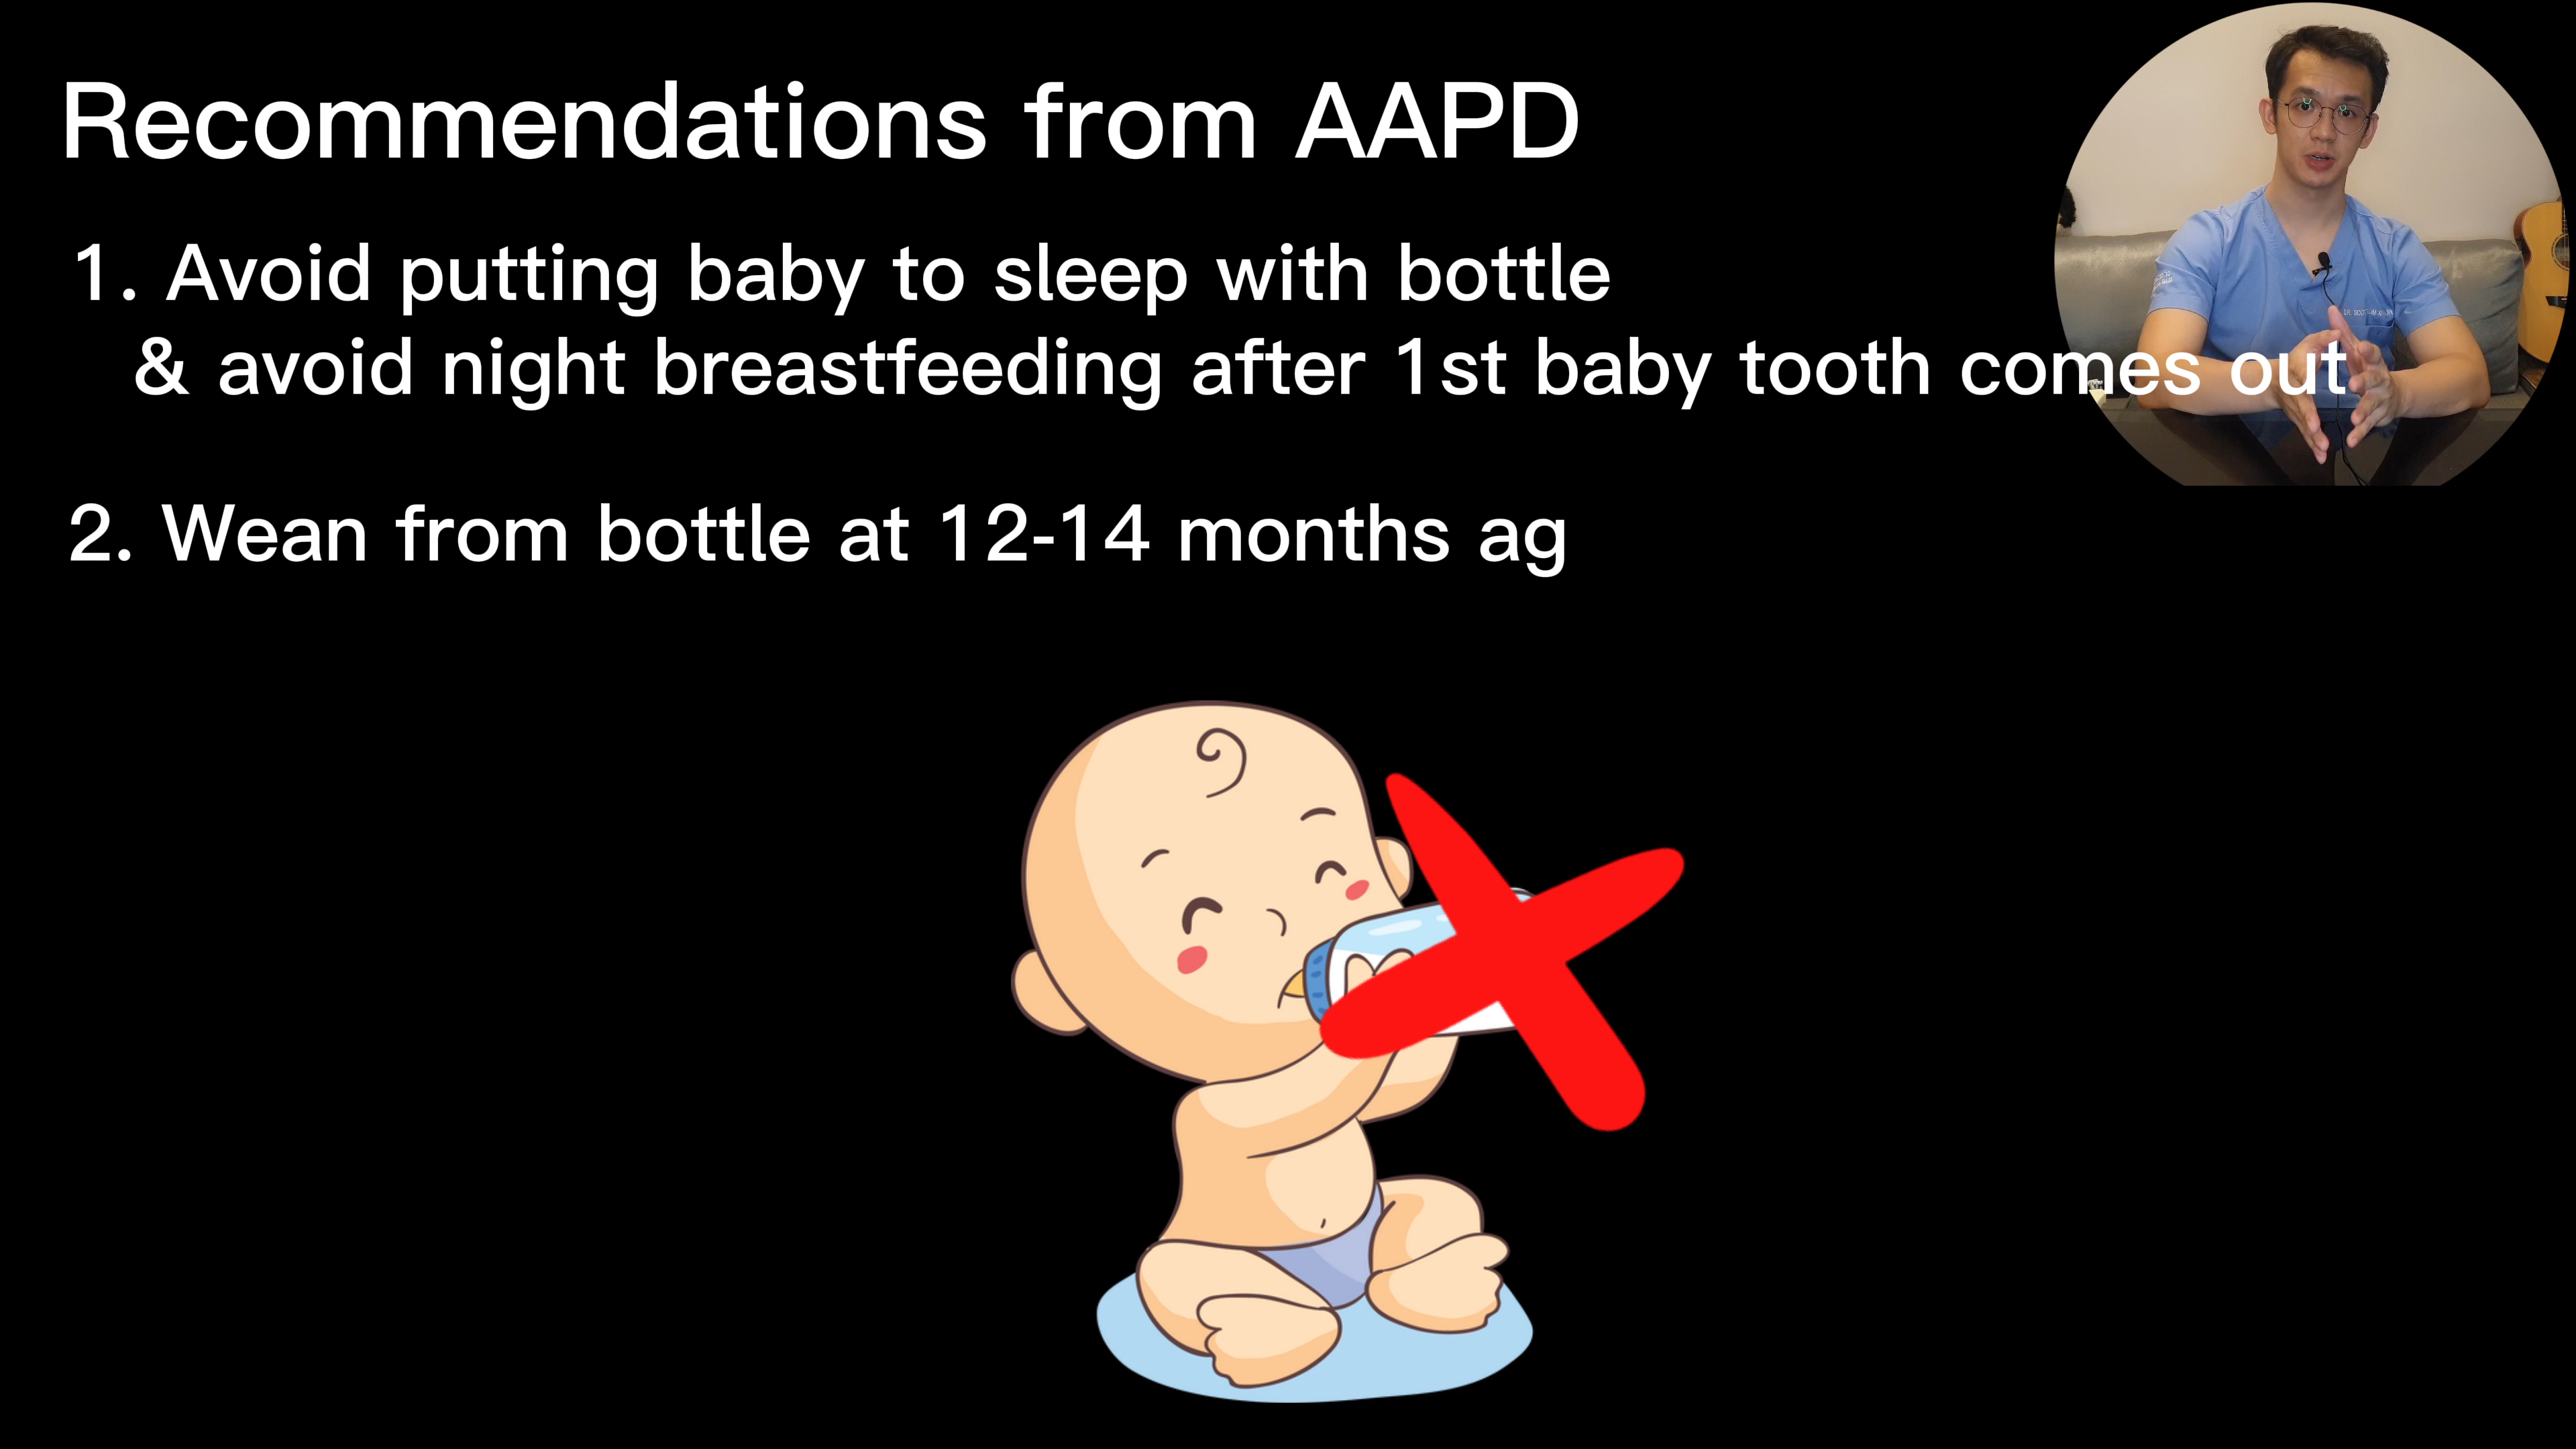 Recommendations from AAPD
1. Avoid putting baby to sleep with bottle
& avoid night breastfeeding after 1st baby tooth comes out
2. Wean from bottle at 12-14 months ag